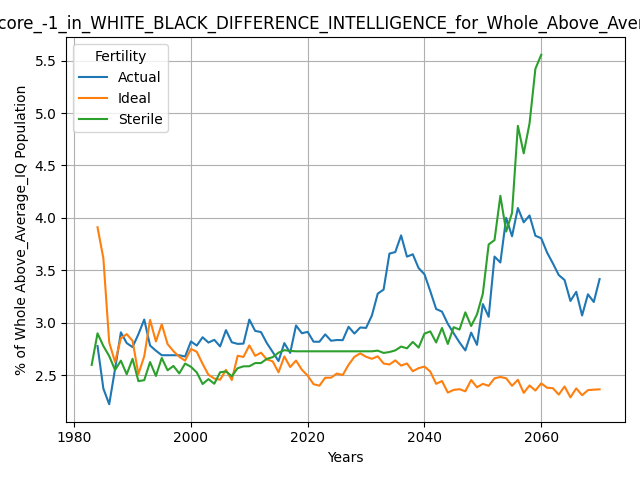 core_-1_in_WHITE_BLACK_DIFFERENCE_INTELLIGENCE_for_Whole_Above_Aver
Fertility
Actual
Ideal
Sterile
% of Whole Above_Average_IQ Population
5.5
5.0
4.5
4.0
3.5
3.0
2.5
1980
2000
2020
2040
2060
Years